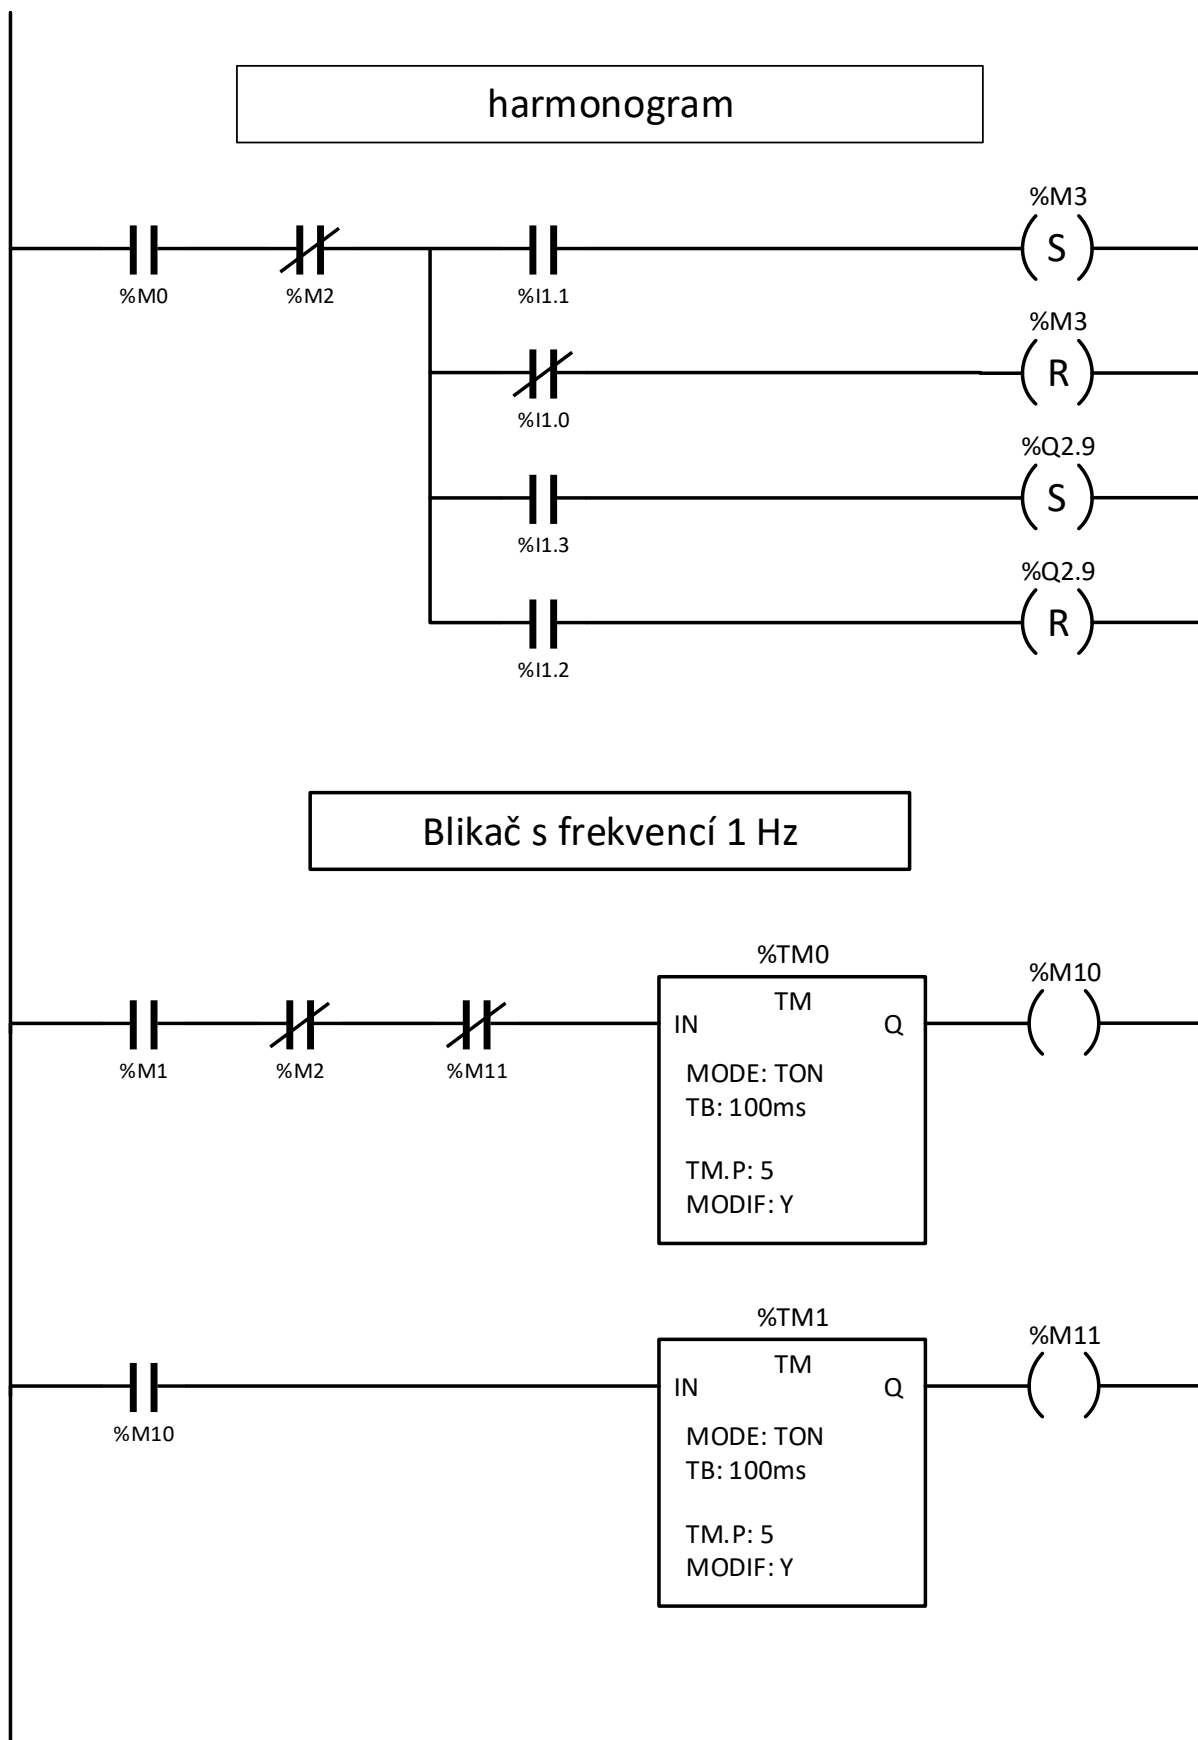 harmonogram
%M3
S
%M0
%M2
%I1.1
%M3
R
%I1.0
%Q2.9
S
%I1.3
%Q2.9
R
%I1.2
Blikač s frekvencí 1 Hz
%TM0
%M10
TM
IN
Q
%M1
%M2
%M11
MODE: TON
TB: 100ms
TM.P: 5
MODIF: Y
%TM1
%M11
TM
IN
Q
%M10
MODE: TON
TB: 100ms
TM.P: 5
MODIF: Y